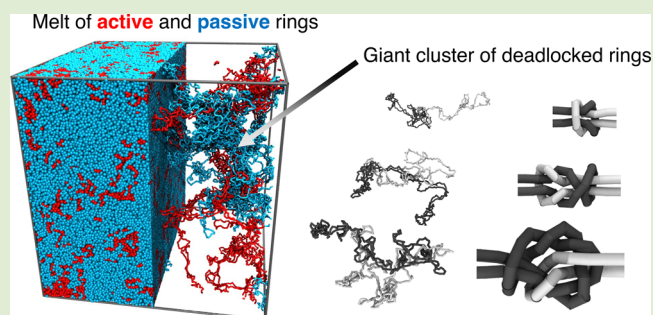 Melt of active and passive rings
Giant cluster of deadlocked rings